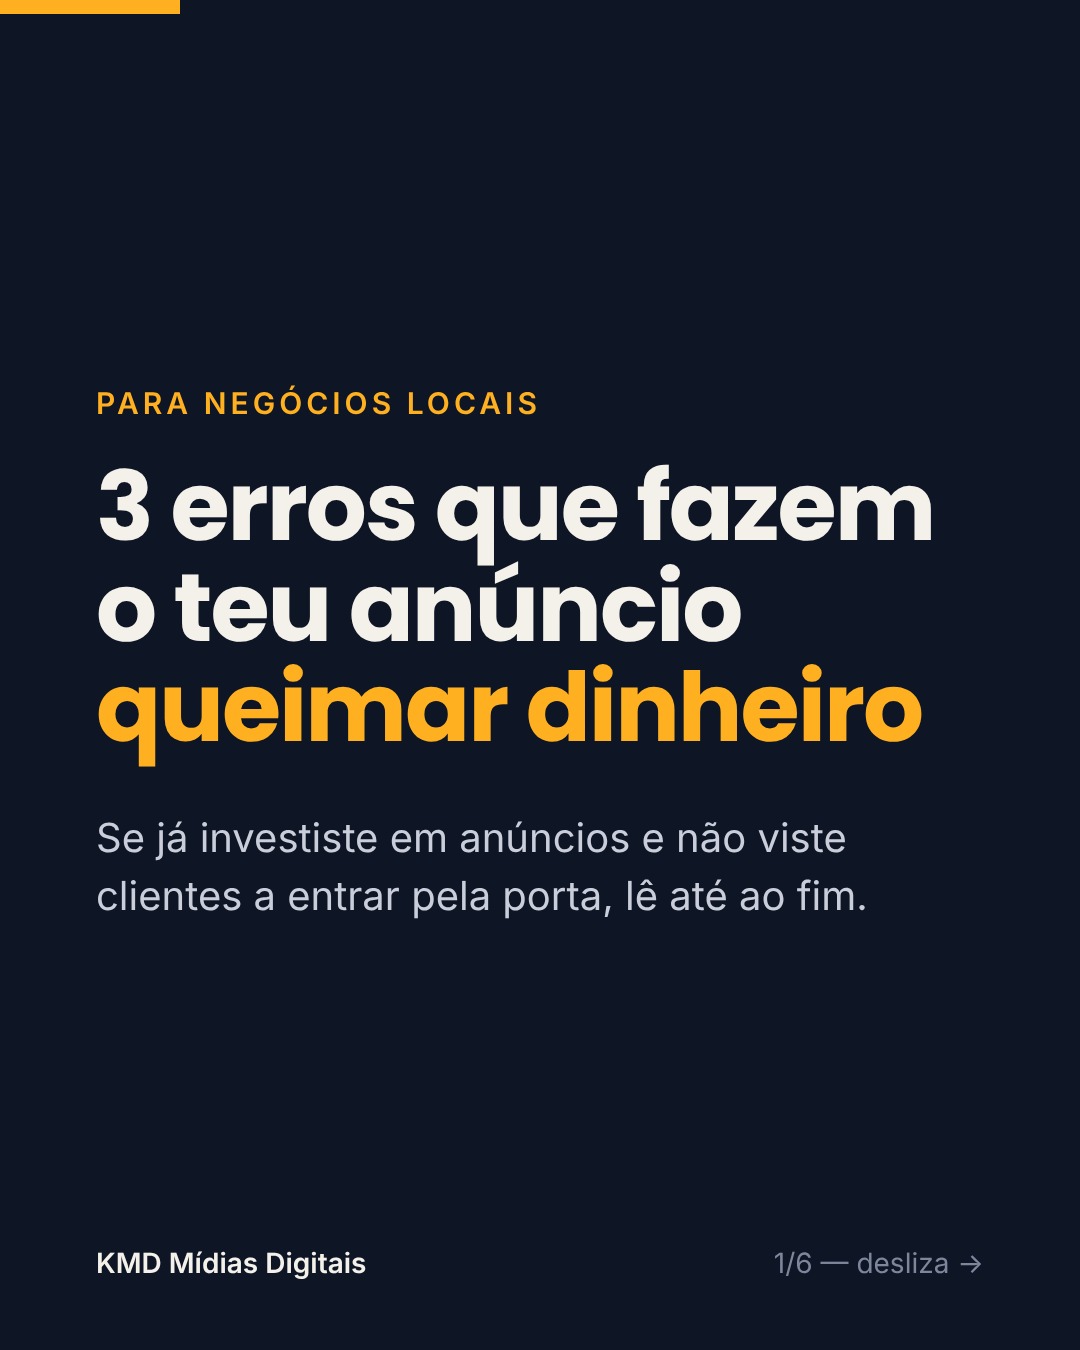 PARA NEGÓCIOS LOCAIS
3 erros que fazem
o teu anúncio
queimar dinheiro
Se já investiste em anúncios e não viste
clientes a entrar pela porta, lê até ao fim.
KMD Mídias Digitais
1/6 — desliza →